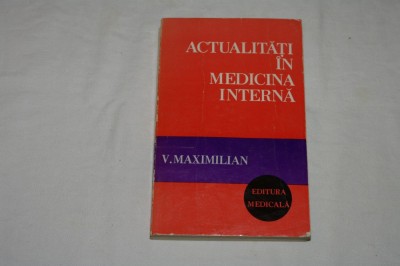 ACTUALITĂȚI
ÎN
MEDICINA
INTERNĂ
V.MAXIMILIAN
EDITURA
MEDICALĂ